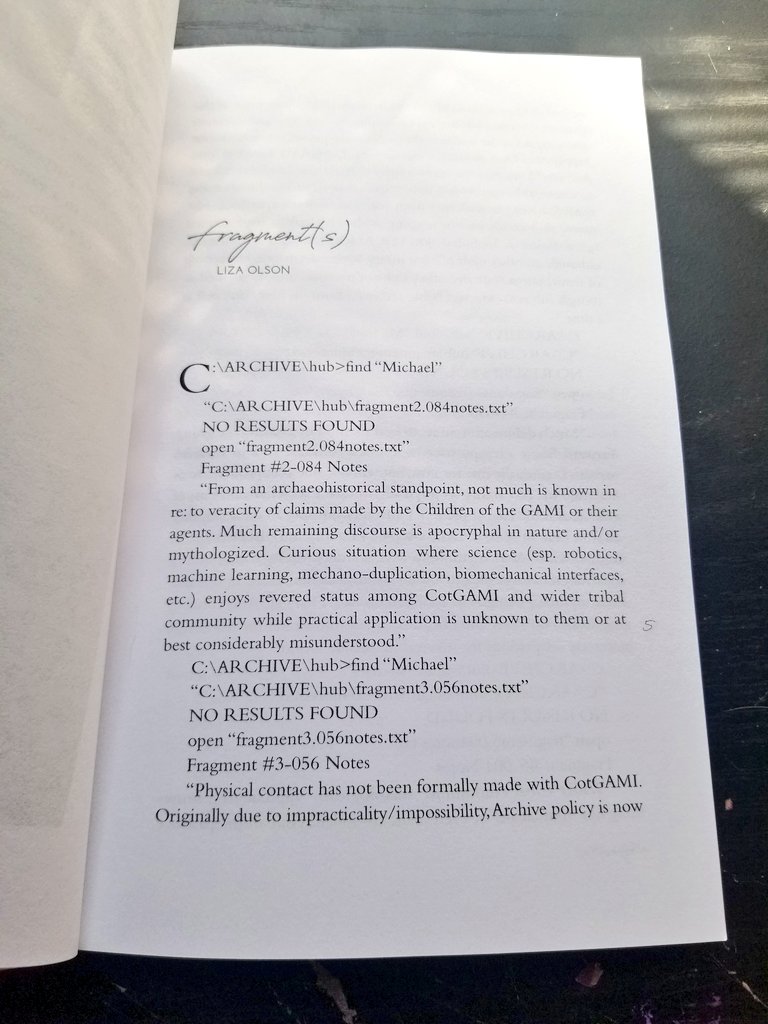 fragment(s)
LIZA OLSON
C:\ARCHIVE\hub>find “Michael”
“C:\ARCHIVE\hub\fragment2.084notes.txt”
NO RESULTS FOUND
open “fragment2.084notes.txt”
Fragment #2-084 Notes
“From an archaeohistorical standpoint, not much is known in
re: to veracity of claims made by the Children of the GAMI or their
agents. Much remaining discourse is apocryphal in nature and/or
mythologized. Curious situation where science (esp. robotics,
machine learning, mechano-duplication, biomechanical interfaces,
etc.) enjoys revered status among CotGAMI and wider tribal
community while practical application is unknown to them or at
best considerably misunderstood.”
5
C:\ARCHIVE\hub>find “Michael”
“C:\ARCHIVE\hub\fragment3.056notes.txt”
NO RESULTS FOUND
open “fragment3.056notes.txt”
Fragment #3-056 Notes
“Physical contact has not been formally made with CotGAMI.
Originally due to impracticality/impossibility, Archive policy is now